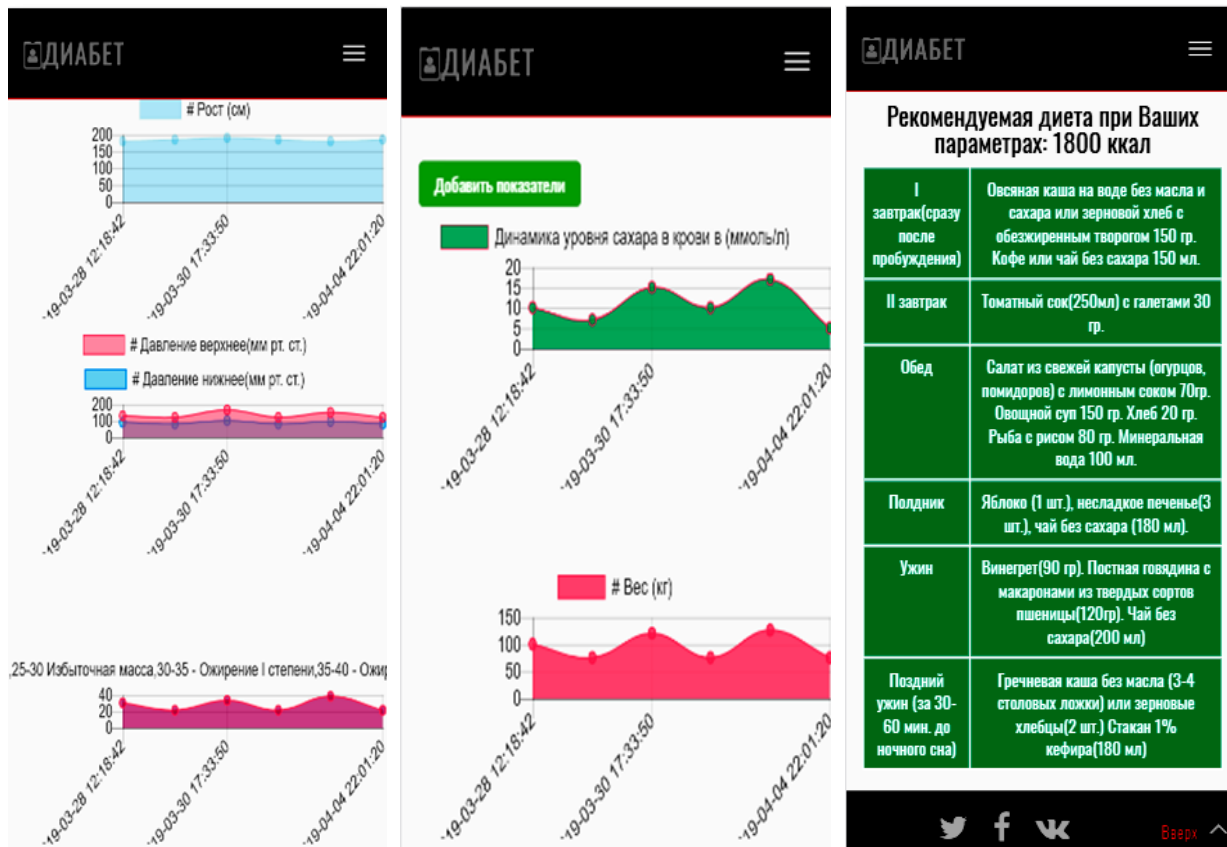 ДИАБЕТ
# Рост (см)
200
150
100
50
0
19-03-28 12:18:42
19-03-30 17:33:50
19-04-04 22:01:20
# Давление верхнее(мм рт. ст.)
# Давление нижнее(мм рт. ст.)
200
100
0
19-03-28 12:18:42
19-03-30 17:33:50
19-04-04 22:01:20
,25-30 Избыточная масса,30-35 - Ожирение I степени,35-40 - Ожир
40
20
0
19-03-28 12:18:42
19-03-30 17:33:50
19-04-04 22:01:20
ДИАБЕТ
Добавить показатели
Динамика уровня сахара в крови в (ммоль/л)
20
15
10
5
0
19-03-28 12:18:42
19-03-30 17:33:50
19-04-04 22:01:20
# Вес (кг)
150
100
50
0
19-03-28 12:18:42
19-03-30 17:33:50
19-04-04 22:01:20
ДИАБЕТ
Рекомендуемая диета при Ваших
параметрах: 1800 ккал
I
завтрак(сразу
после
пробуждения)
Овсяная каша на воде без масла и
сахара или зерновой хлеб с
обезжиренным творогом 150 гр.
Кофе или чай без сахара 150 мл.
II завтрак
Томатный сок(250мл) с галетами 30
гр.
Обед
Салат из свежей капусты (огурцов,
помидоров) с лимонным соком 70гр.
Овощной суп 150 гр. Хлеб 20 гр.
Рыба с рисом 80 гр. Минеральная
вода 100 мл.
Полдник
Яблоко (1 шт.), несладкое печенье(3
шт.), чай без сахара (180 мл).
Ужин
Винегрет(90 гр). Постная говядина с
макаронами из твердых сортов
пшеницы(120гр). Чай без
сахара(200 мл)
Поздний
ужин (за 30-
60 мин. до
ночного сна)
Гречневая каша без масла (3-4
столовых ложки) или зерновые
хлебцы(2 шт.) Стакан 1%
кефира(180 мл)
Вверх